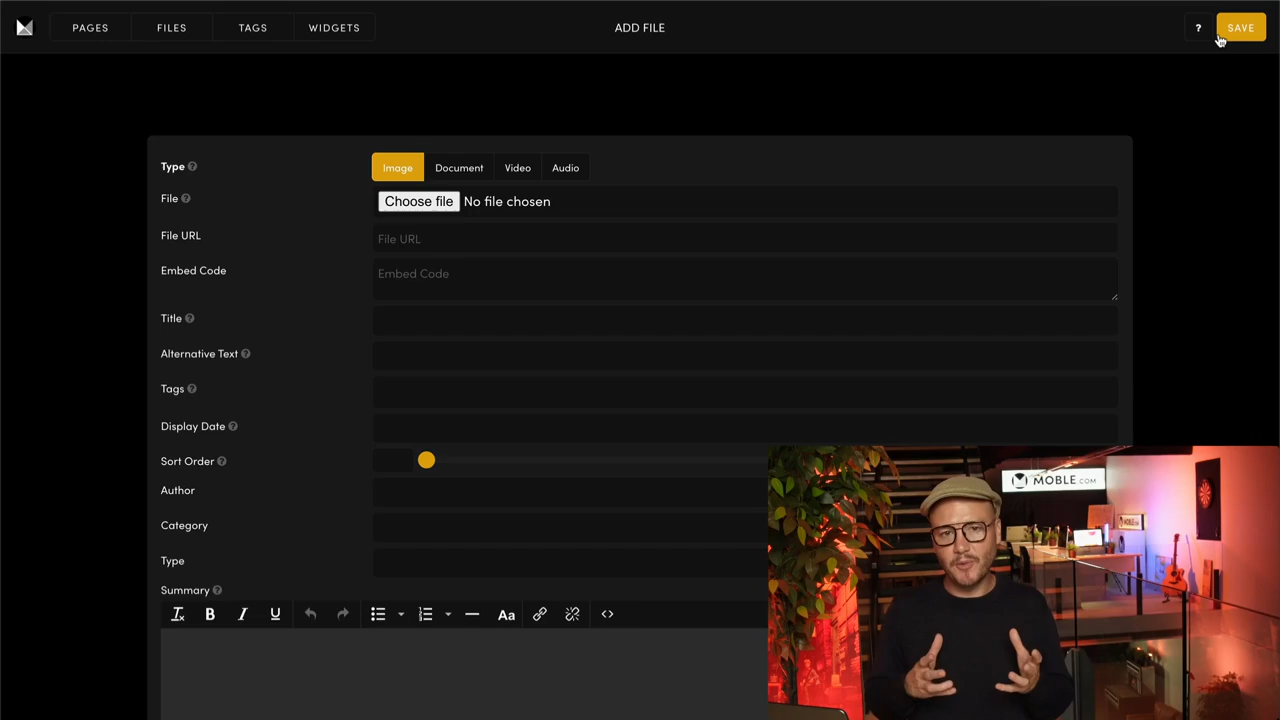 PAGES FILES TAGS WIDGETS ADD FILE ? SAVE
Type ? Image Document Video Audio
File ? Choose file No file chosen
File URL File URL
Embed Code Embed Code
Title ?
Alternative Text ?
Tags ?
Display Date ?
Sort Order ?
Author
Category
Type
Summary ?
B I U Aa
MOBLE.COM